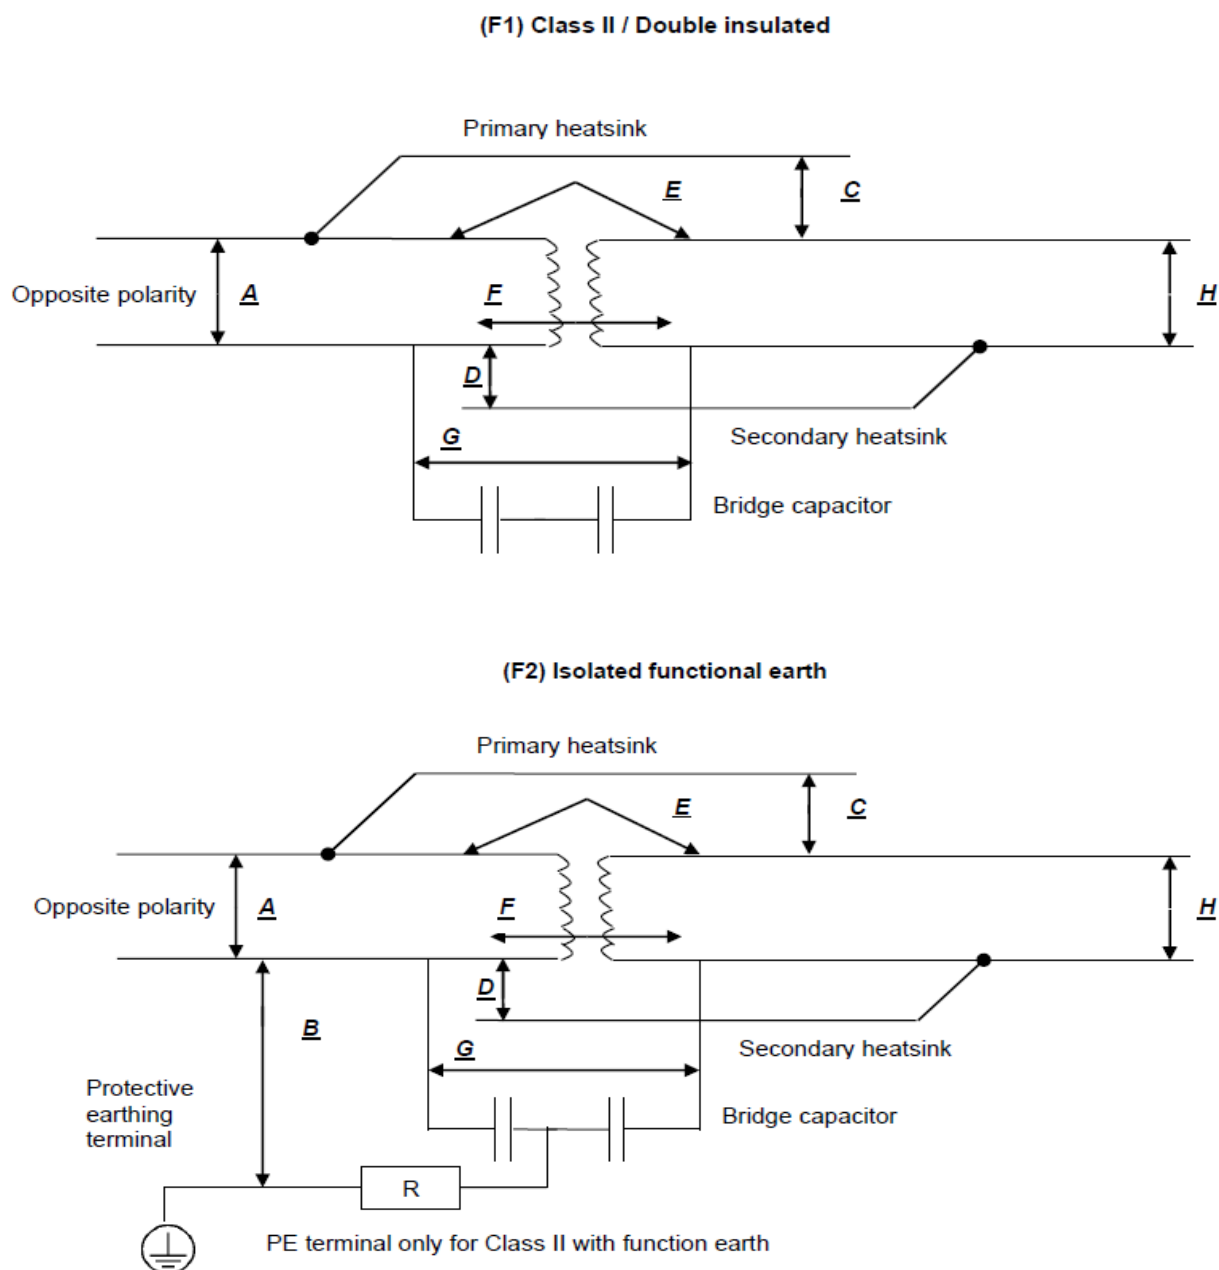 (F1) Class II / Double insulated
Primary heatsink
E
C
Opposite polarity
A
F
H
D
G
Secondary heatsink
Bridge capacitor
(F2) Isolated functional earth
Primary heatsink
E
C
Opposite polarity
A
F
H
D
B
G
Secondary heatsink
Protective
earthing
terminal
Bridge capacitor
R
PE terminal only for Class II with function earth